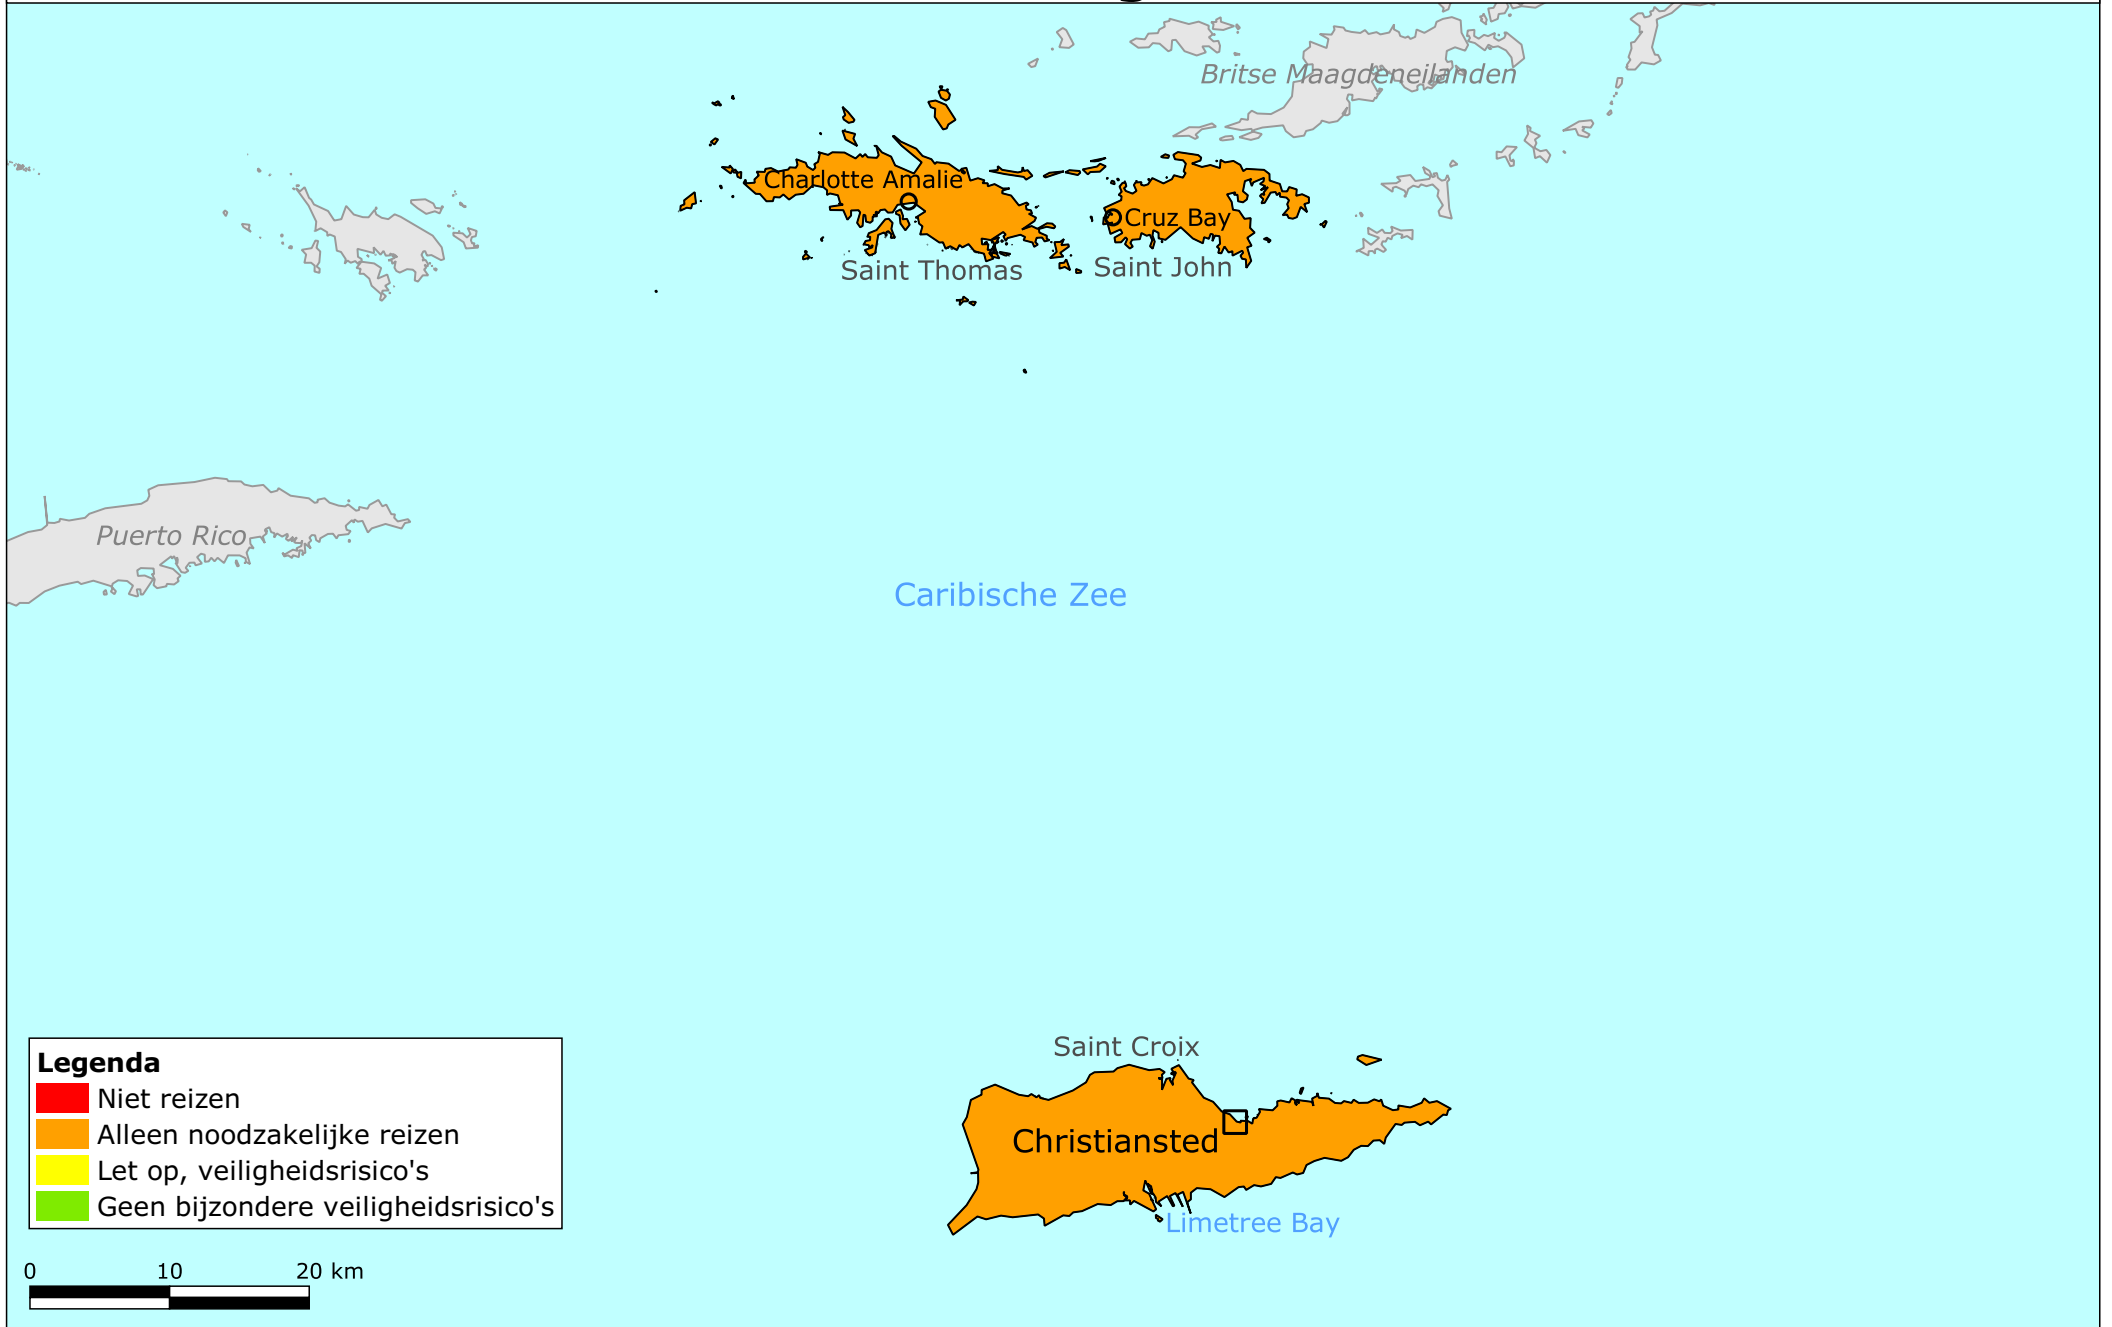 Britse Maagdeneilanden
Charlotte Amalie
Cruz Bay
Saint Thomas
Saint John
Puerto Rico
Caribische Zee
Saint Croix
Christiansted
Limetree Bay
Legenda
Niet reizen
Alleen noodzakelijke reizen
Let op, veiligheidsrisico's
Geen bijzondere veiligheidsrisico's
0 10 20 km